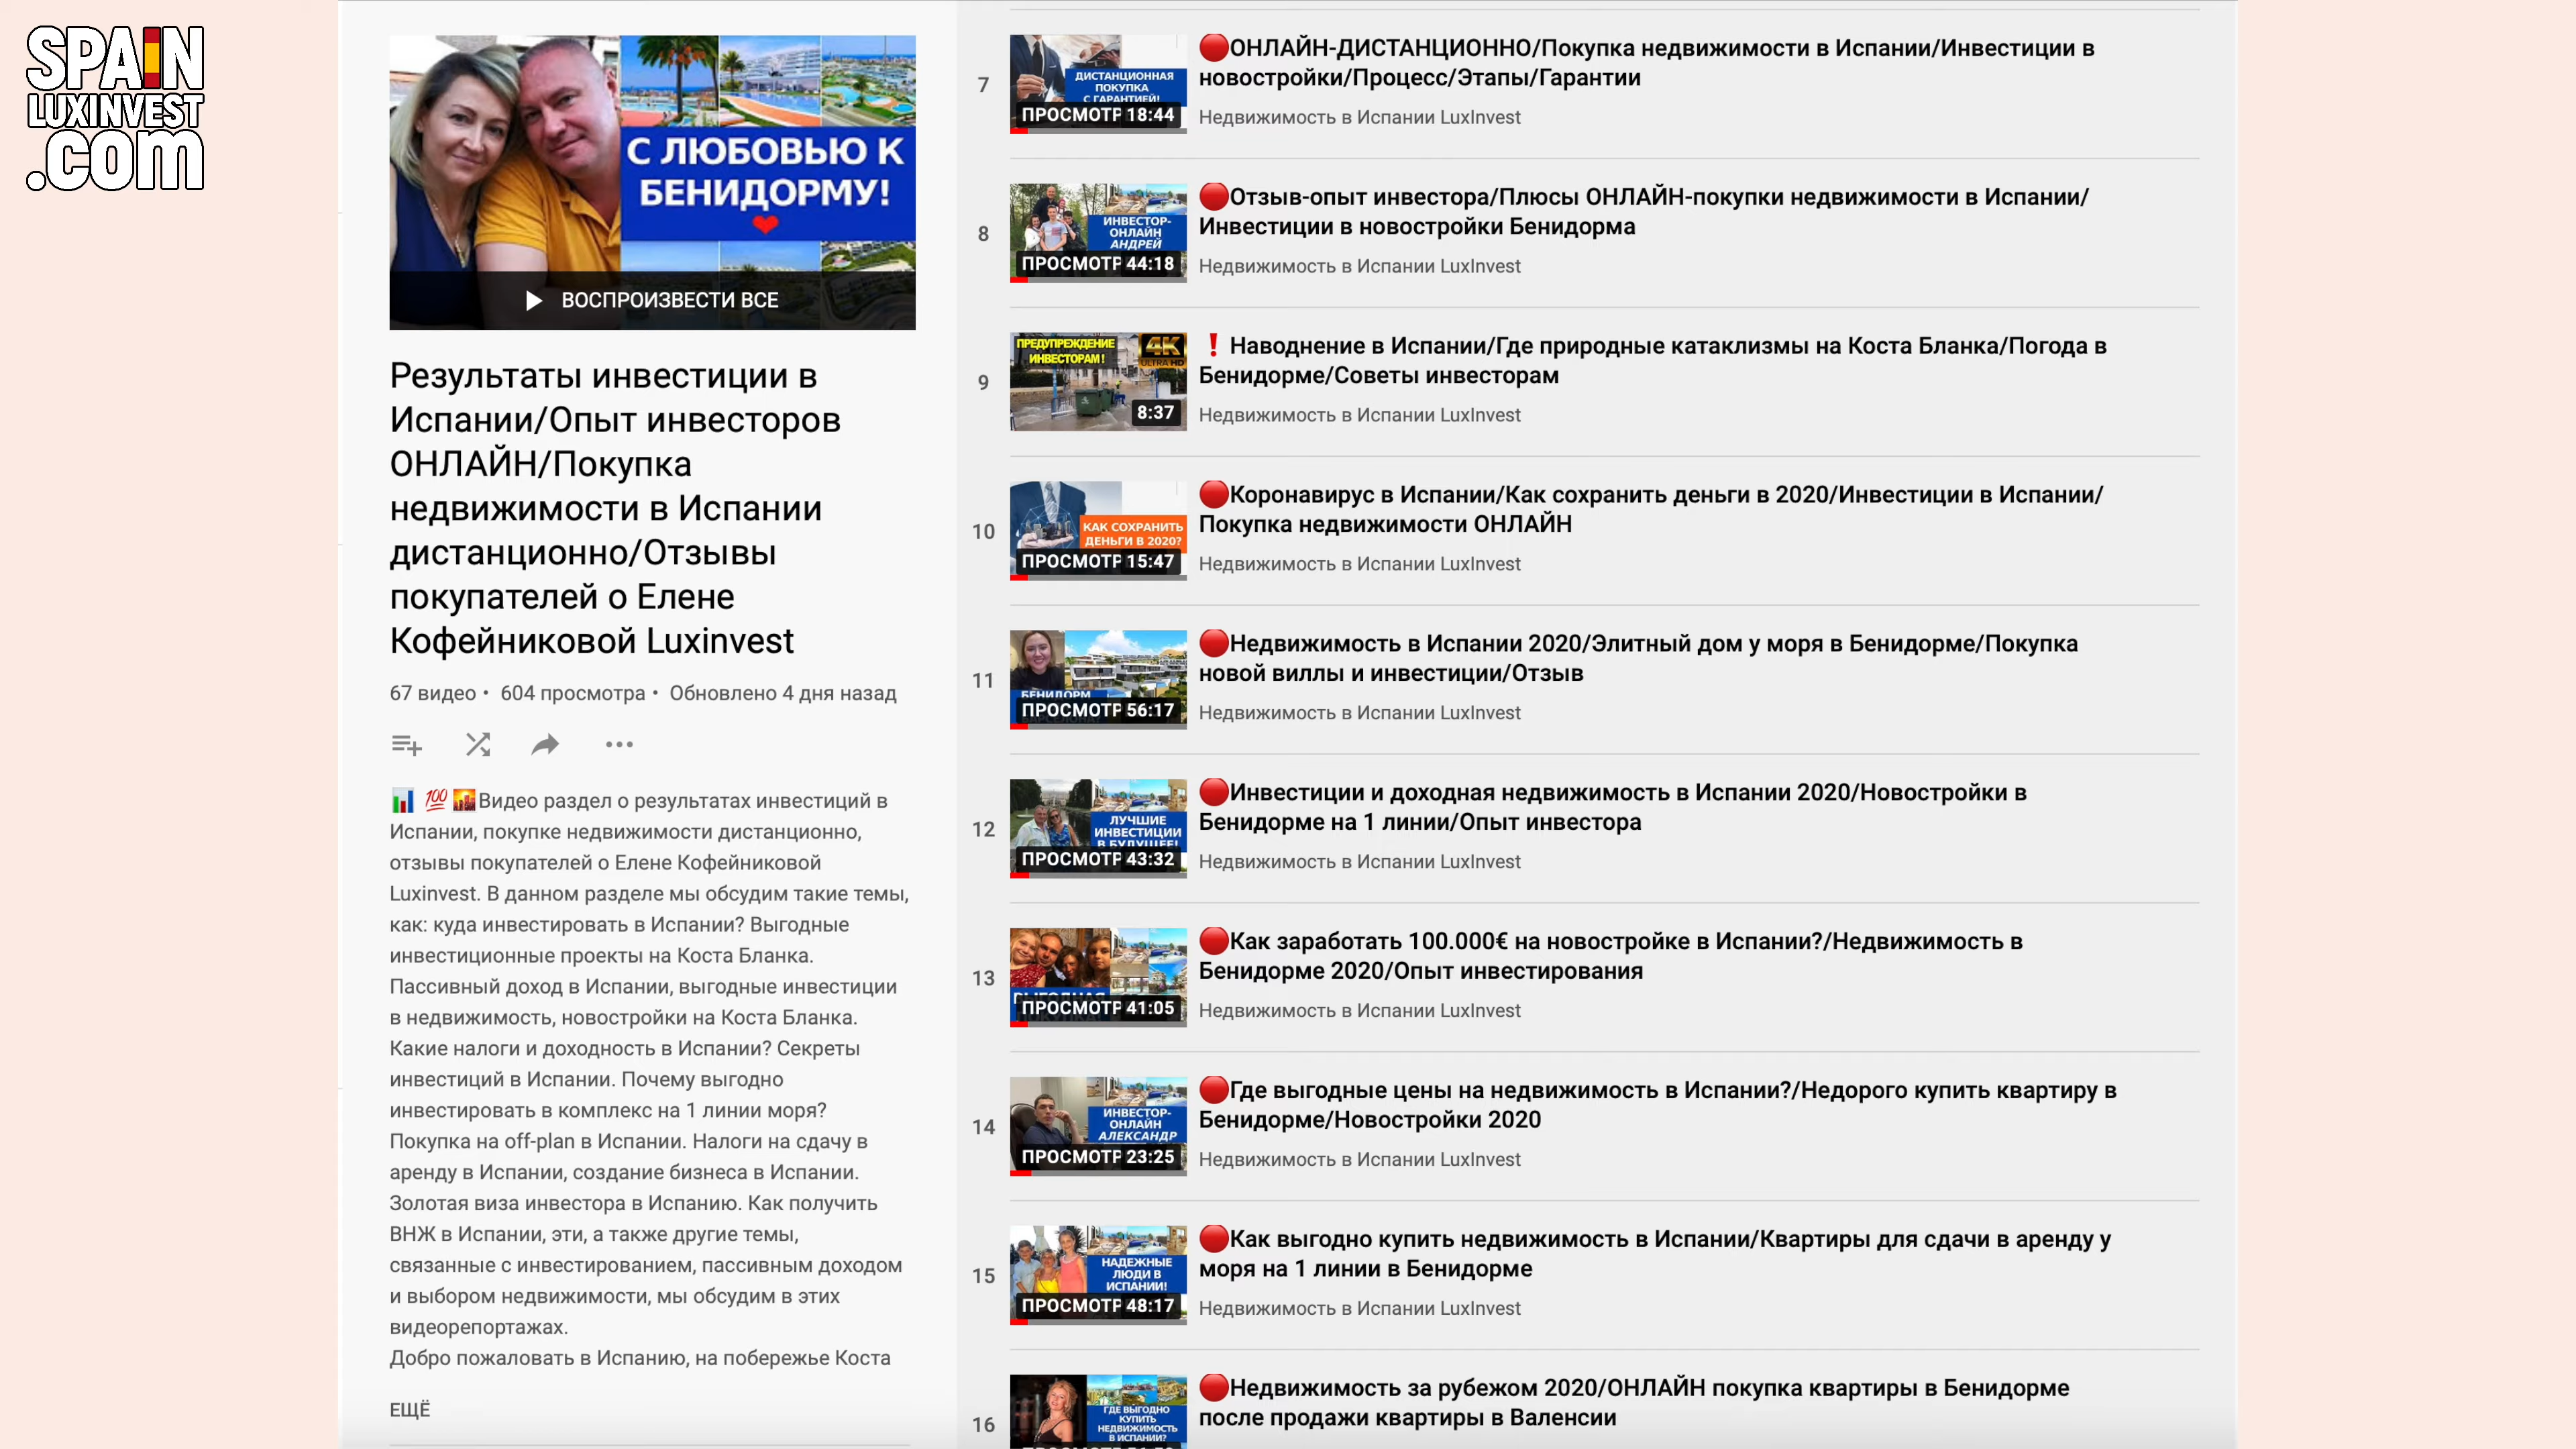 SPAIN
LUXINVEST
.com
С ЛЮБОВЬЮ К
БЕНИДОРМУ!
ВОСПРОИЗВЕСТИ ВСЕ
Результаты инвестиции в
Испании/Опыт инвесторов
ОНЛАЙН/Покупка
недвижимости в Испании
дистанционно/Отзывы
покупателей о Елене
Кофейниковой Luxinvest
67 видео • 604 просмотра • Обновлено 4 дня назад
Видео раздел о результатах инвестиций в
Испании, покупке недвижимости дистанционно,
отзывы покупателей о Елене Кофейниковой
Luxinvest. В данном разделе мы обсудим такие темы,
как: куда инвестировать в Испании? Выгодные
инвестиционные проекты на Коста Бланка.
Пассивный доход в Испании, выгодные инвестиции
в недвижимость, новостройки на Коста Бланка.
Какие налоги и доходность в Испании? Секреты
инвестиций в Испании. Почему выгодно
инвестировать в комплекс на 1 линии моря?
Покупка на off-plan в Испании. Налоги на сдачу в
аренду в Испании, создание бизнеса в Испании.
Золотая виза инвестора в Испанию. Как получить
ВНЖ в Испании, эти, а также другие темы,
связанные с инвестированием, пассивным доходом
и выбором недвижимости, мы обсудим в этих
видеорепортажах.
Добро пожаловать в Испанию, на побережье Коста
ЕЩЁ
7
ДИСТАНЦИОННАЯ
ПОКУПКА
С ГАРАНТИЕЙ!
ПРОСМОТР 18:44
ОНЛАЙН-ДИСТАНЦИОННО/Покупка недвижимости в Испании/Инвестиции в
новостройки/Процесс/Этапы/Гарантии
Недвижимость в Испании LuxInvest
8
ИНВЕСТОР-
ОНЛАЙН
АНДРЕЙ
ПРОСМОТР 44:18
Отзыв-опыт инвестора/Плюсы ОНЛАЙН-покупки недвижимости в Испании/
Инвестиции в новостройки Бенидорма
Недвижимость в Испании LuxInvest
9
ПРЕДУПРЕЖДЕНИЕ
ИНВЕСТОРАМ!
4K
ULTRA HD
8:37
❗ Наводнение в Испании/Где природные катаклизмы на Коста Бланка/Погода в
Бенидорме/Советы инвесторам
Недвижимость в Испании LuxInvest
10
КАК СОХРАНИТЬ
ДЕНЬГИ В 2020?
ПРОСМОТР 15:47
Коронавирус в Испании/Как сохранить деньги в 2020/Инвестиции в Испании/
Покупка недвижимости ОНЛАЙН
Недвижимость в Испании LuxInvest
11
БЕНИДОРМ
ПРОСМОТР 56:17
Недвижимость в Испании 2020/Элитный дом у моря в Бенидорме/Покупка
новой виллы и инвестиции/Отзыв
Недвижимость в Испании LuxInvest
12
ЛУЧШИЕ
ИНВЕСТИЦИИ
В БУДУЩЕЕ!
ПРОСМОТР 43:32
Инвестиции и доходная недвижимость в Испании 2020/Новостройки в
Бенидорме на 1 линии/Опыт инвестора
Недвижимость в Испании LuxInvest
13
ПРОСМОТР 41:05
Как заработать 100.000€ на новостройке в Испании?/Недвижимость в
Бенидорме 2020/Опыт инвестирования
Недвижимость в Испании LuxInvest
14
ИНВЕСТОР-
ОНЛАЙН
АЛЕКСАНДР
ПРОСМОТР 23:25
Где выгодные цены на недвижимость в Испании?/Недорого купить квартиру в
Бенидорме/Новостройки 2020
Недвижимость в Испании LuxInvest
15
НАДЕЖНЫЕ
ЛЮДИ В
ИСПАНИИ!
ПРОСМОТР 48:17
Как выгодно купить недвижимость в Испании/Квартиры для сдачи в аренду у
моря на 1 линии в Бенидорме
Недвижимость в Испании LuxInvest
16
ГДЕ ВЫГОДНО
КУПИТЬ
НЕДВИЖИМОСТЬ
В ИСПАНИИ?
Недвижимость за рубежом 2020/ОНЛАЙН покупка квартиры в Бенидорме
после продажи квартиры в Валенсии